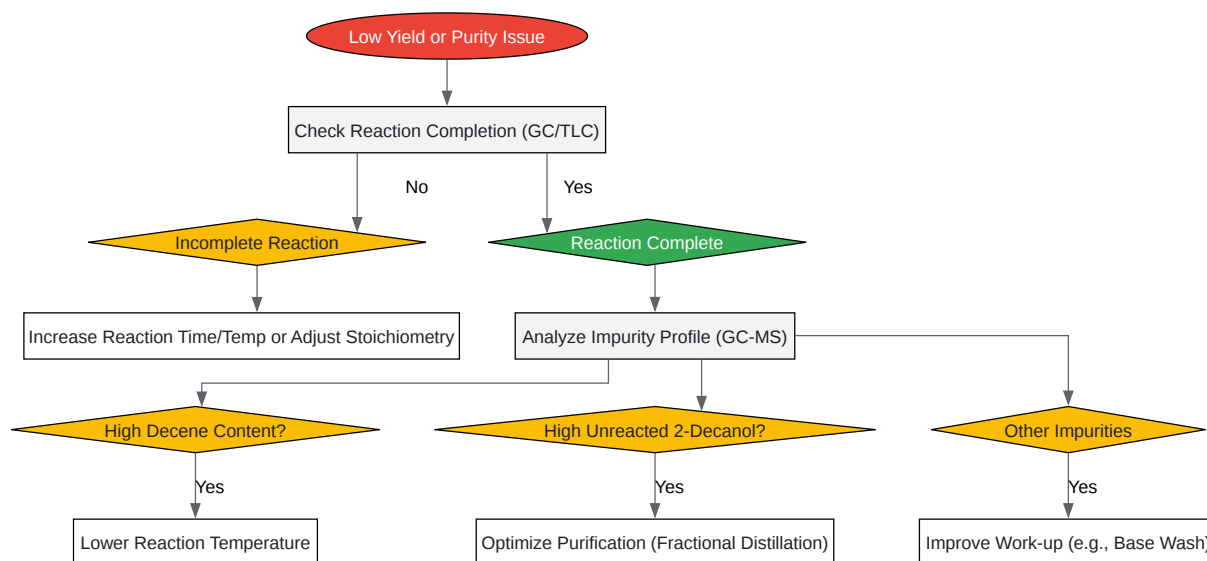 Low Yield or Purity Issue
Check Reaction Completion (GC/TLC)
No
Yes
Incomplete Reaction
Reaction Complete
Increase Reaction Time/Temp or Adjust Stoichiometry
Analyze Impurity Profile (GC-MS)
High Decene Content?
High Unreacted 2-Decanol?
Other Impurities
Yes
Yes
Yes
Lower Reaction Temperature
Optimize Purification (Fractional Distillation)
Improve Work-up (e.g., Base Wash)